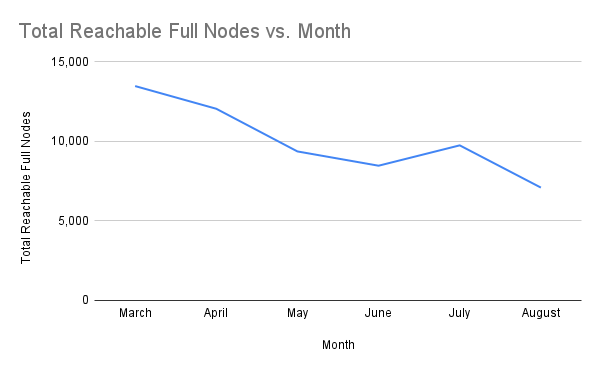 Total Reachable Full Nodes vs. Month
Total Reachable Full Nodes
15,000
10,000
5,000
0
March April May June July August
Month